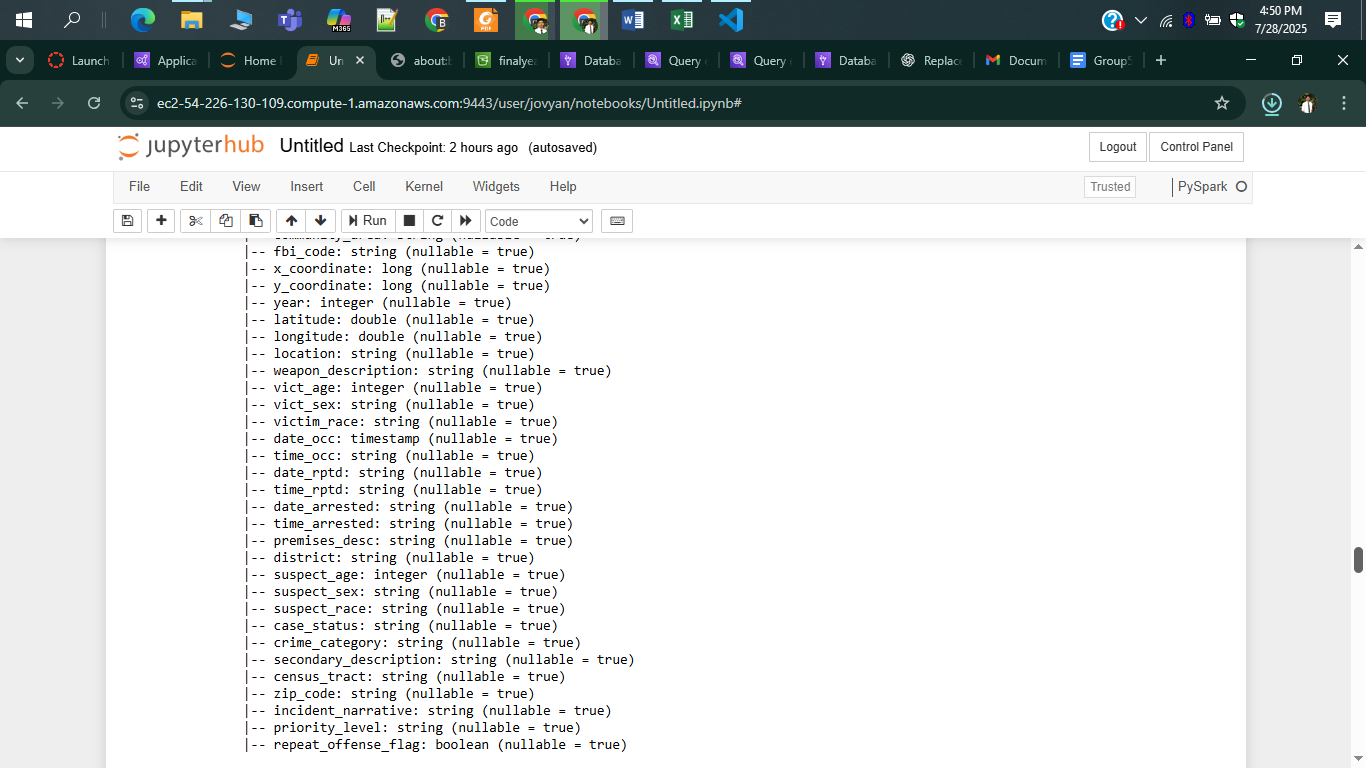 4:50 PM
7/28/2025
M365
Launch
Applica
Home
Un
about:b
finalyea
Databa
Query
Query
Databa
Replac
Docum
GroupS
ec2-54-226-130-109.compute-1.amazonaws.com:9443/user/jovyan/notebooks/Untitled.ipynb#
jupyterhub Untitled Last Checkpoint: 2 hours ago (autosaved)
Logout Control Panel
File Edit View Insert Cell Kernel Widgets Help
Trusted PySpark
Run Code
|-- fbi_code: string (nullable = true)
|-- x_coordinate: long (nullable = true)
|-- y_coordinate: long (nullable = true)
|-- year: integer (nullable = true)
|-- latitude: double (nullable = true)
|-- longitude: double (nullable = true)
|-- location: string (nullable = true)
|-- weapon_description: string (nullable = true)
|-- vict_age: integer (nullable = true)
|-- vict_sex: string (nullable = true)
|-- victim_race: string (nullable = true)
|-- date_occ: timestamp (nullable = true)
|-- time_occ: string (nullable = true)
|-- date_rptd: string (nullable = true)
|-- time_rptd: string (nullable = true)
|-- date_arrested: string (nullable = true)
|-- time_arrested: string (nullable = true)
|-- premises_desc: string (nullable = true)
|-- district: string (nullable = true)
|-- suspect_age: integer (nullable = true)
|-- suspect_sex: string (nullable = true)
|-- suspect_race: string (nullable = true)
|-- case_status: string (nullable = true)
|-- crime_category: string (nullable = true)
|-- secondary_description: string (nullable = true)
|-- census_tract: string (nullable = true)
|-- zip_code: string (nullable = true)
|-- incident_narrative: string (nullable = true)
|-- priority_level: string (nullable = true)
|-- repeat_offense_flag: boolean (nullable = true)